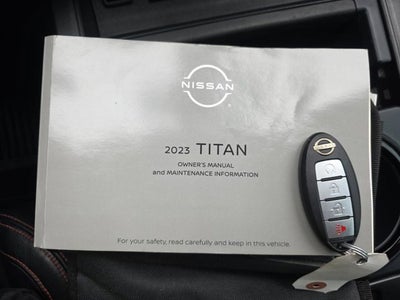 NISSAN
2023 TITAN
OWNER'S MANUAL
and MAINTENANCE INFORMATION
For your safety, read carefully and keep in this vehicle.